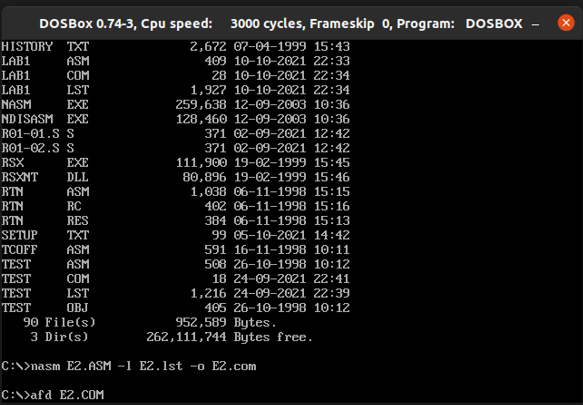 DOSBox 0.74-3, Cpu speed: 3000 cycles, Frameskip 0, Program: DOSBOX
HISTORY TXT 2,672 07-04-1999 15:43
LAB1 ASM 409 10-10-2021 22:33
LAB1 COM 28 10-10-2021 22:34
LAB1 LST 1,927 10-10-2021 22:34
NASM EXE 259,638 12-09-2003 10:36
NDISASM EXE 128,460 12-09-2003 10:36
R01-01.S S 371 02-09-2021 12:42
R01-02.S S 371 02-09-2021 12:42
RSX EXE 111,900 19-02-1999 15:45
RSXNT DLL 80,896 19-02-1999 15:46
RTN ASM 1,038 06-11-1998 15:15
RTN RC 402 06-11-1998 15:16
RTN RES 384 06-11-1998 15:13
SETUP TXT 99 05-10-2021 14:42
TCOFF ASM 591 16-11-1998 10:11
TEST ASM 508 26-10-1998 10:12
TEST COM 18 24-09-2021 22:41
TEST LST 1,216 24-09-2021 22:39
TEST OBJ 405 26-10-1998 10:12
90 File(s) 952,589 Bytes.
3 Dir(s) 262,111,744 Bytes free.
C:\>nasm E2.ASM -l E2.lst -o E2.com
C:\>afd E2.COM